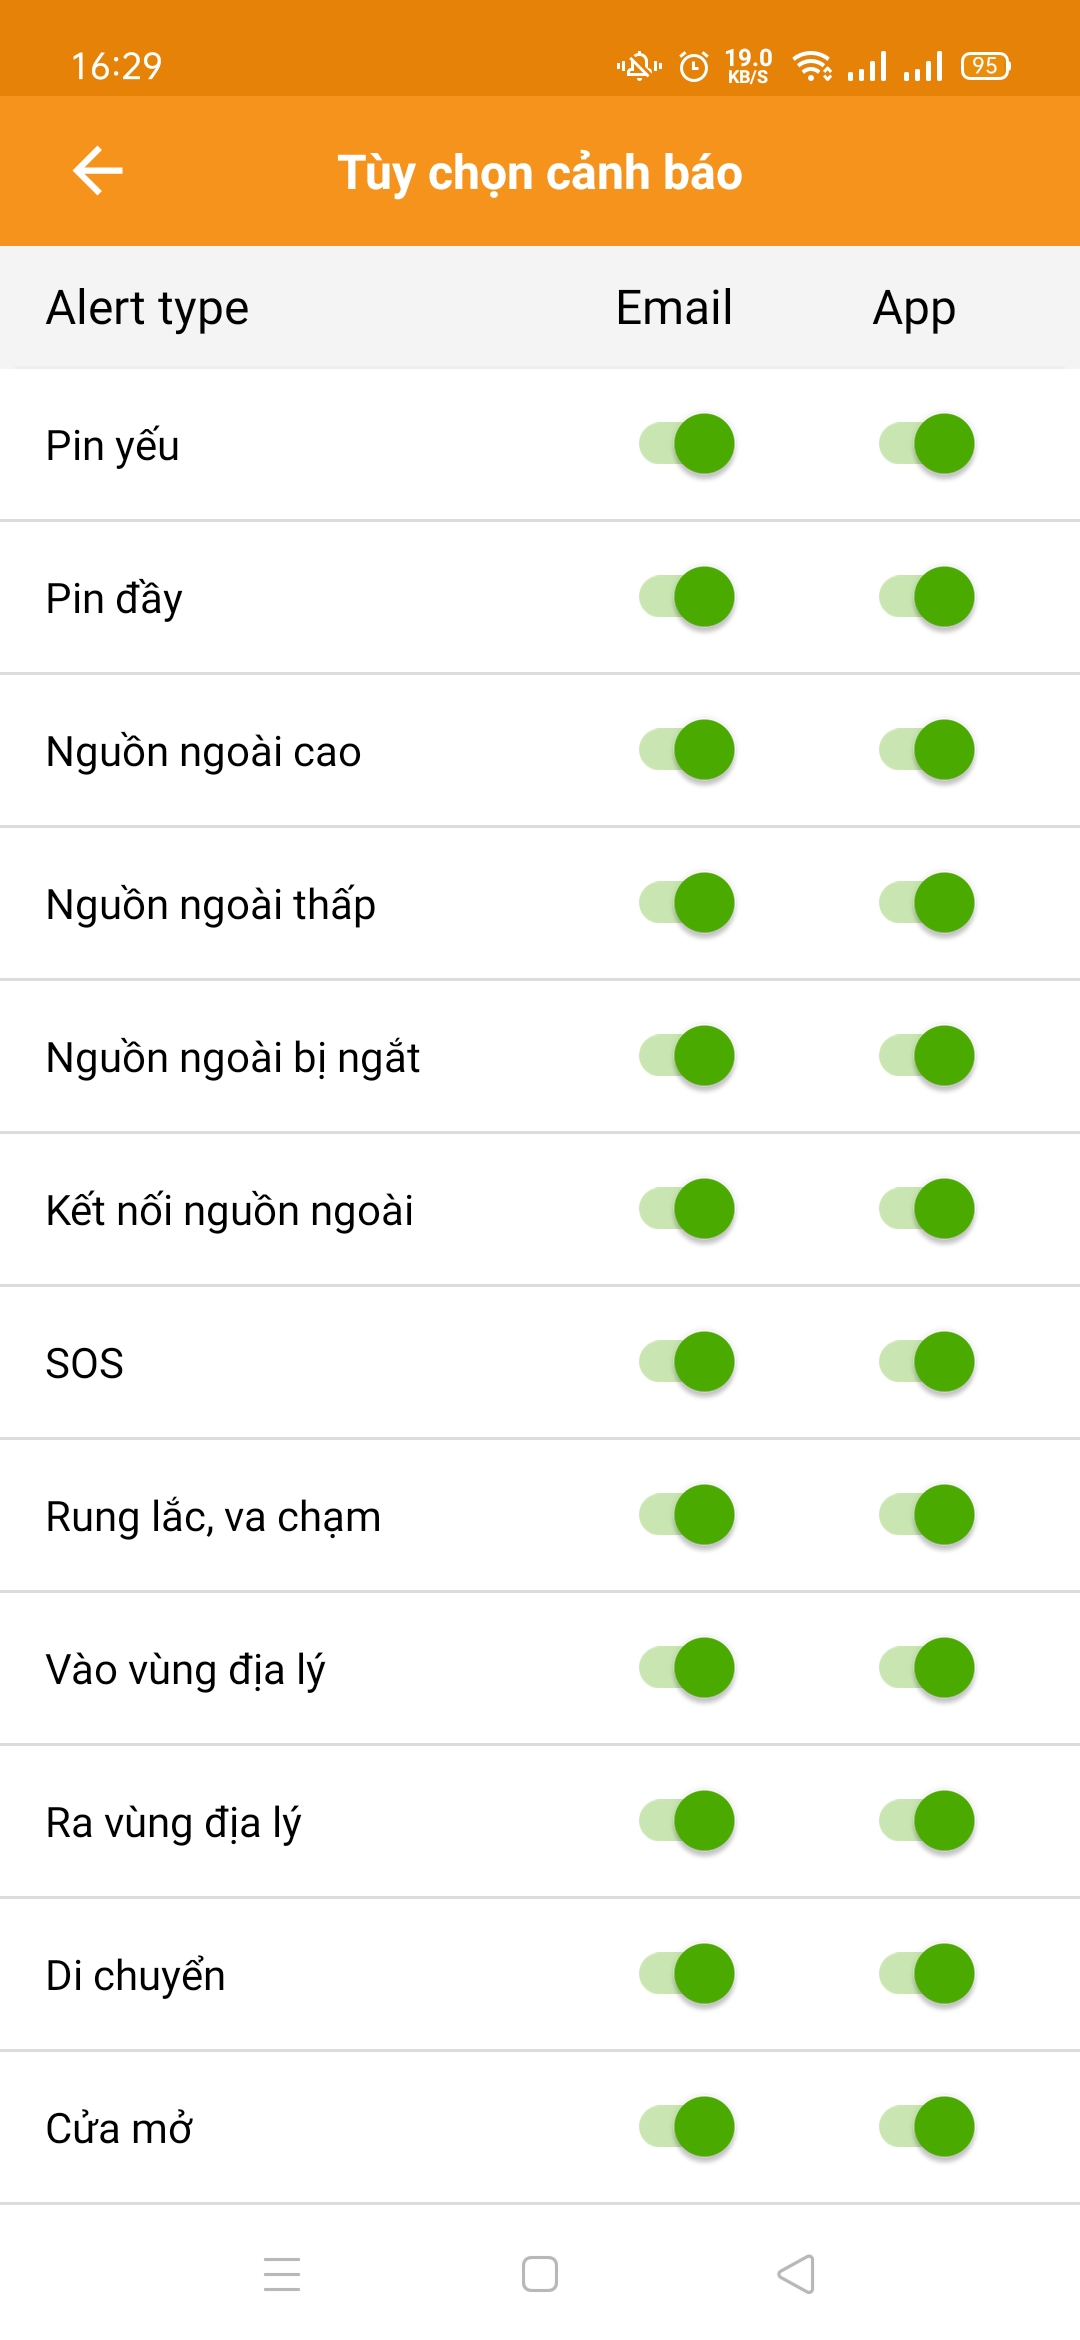 16:29 19.0 KB/S 95
Tùy chọn cảnh báo
Alert type Email App
Pin yếu
Pin đầy
Nguồn ngoài cao
Nguồn ngoài thấp
Nguồn ngoài bị ngắt
Kết nối nguồn ngoài
SOS
Rung lắc, va chạm
Vào vùng địa lý
Ra vùng địa lý
Di chuyển
Cửa mở